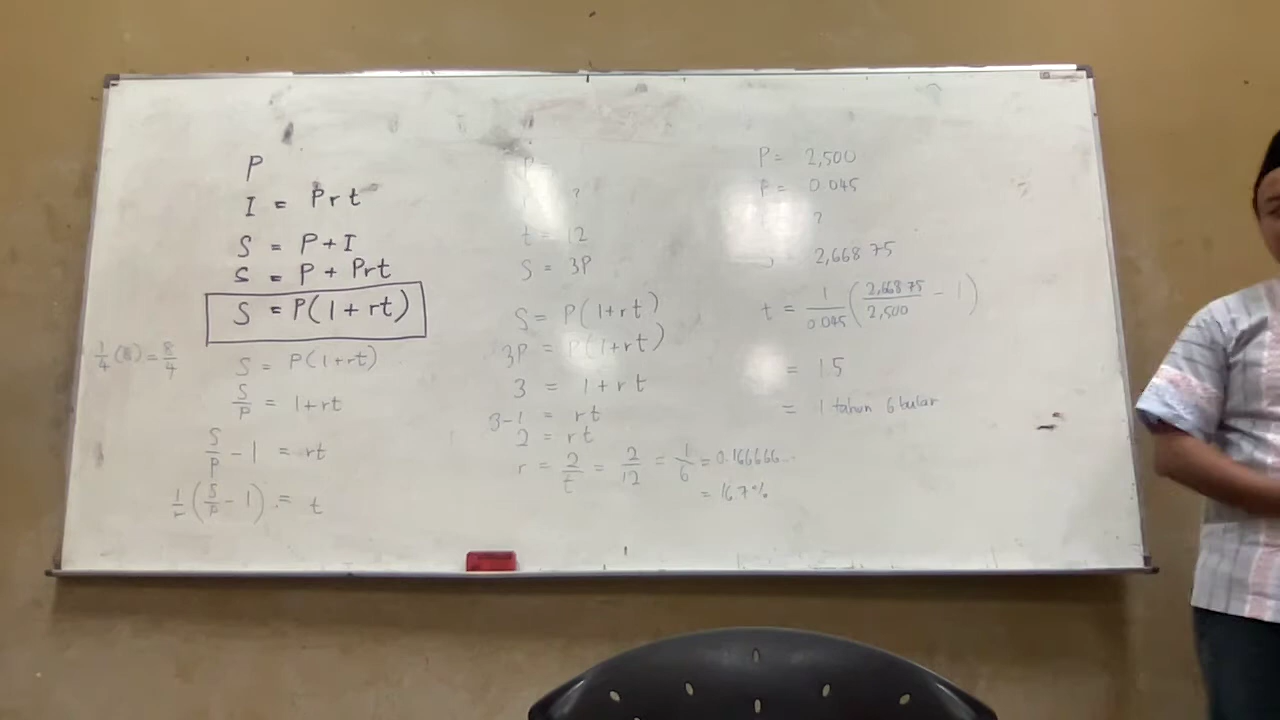 P
I = Prt
S = P + I
S = P + Prt
S = P(1 + rt)
1/4 (8) = 8/4
S = P(1+rt)
S/P = 1+rt
S/P - 1 = rt
1/r (S/P - 1) = t
P
?
t = 12
S = 3P
S = P(1+rt)
3P = P(1+rt)
3 = 1+rt
3-1 = rt
2 = rt
r = 2/t = 2/12 = 1/6 = 0.166666...
= 16.7%
P = 2,500
r = 0.045
?
2,668.75
t = 1/0.045 (2,668.75/2,500 - 1)
= 1.5
= 1 tahun 6 bulan